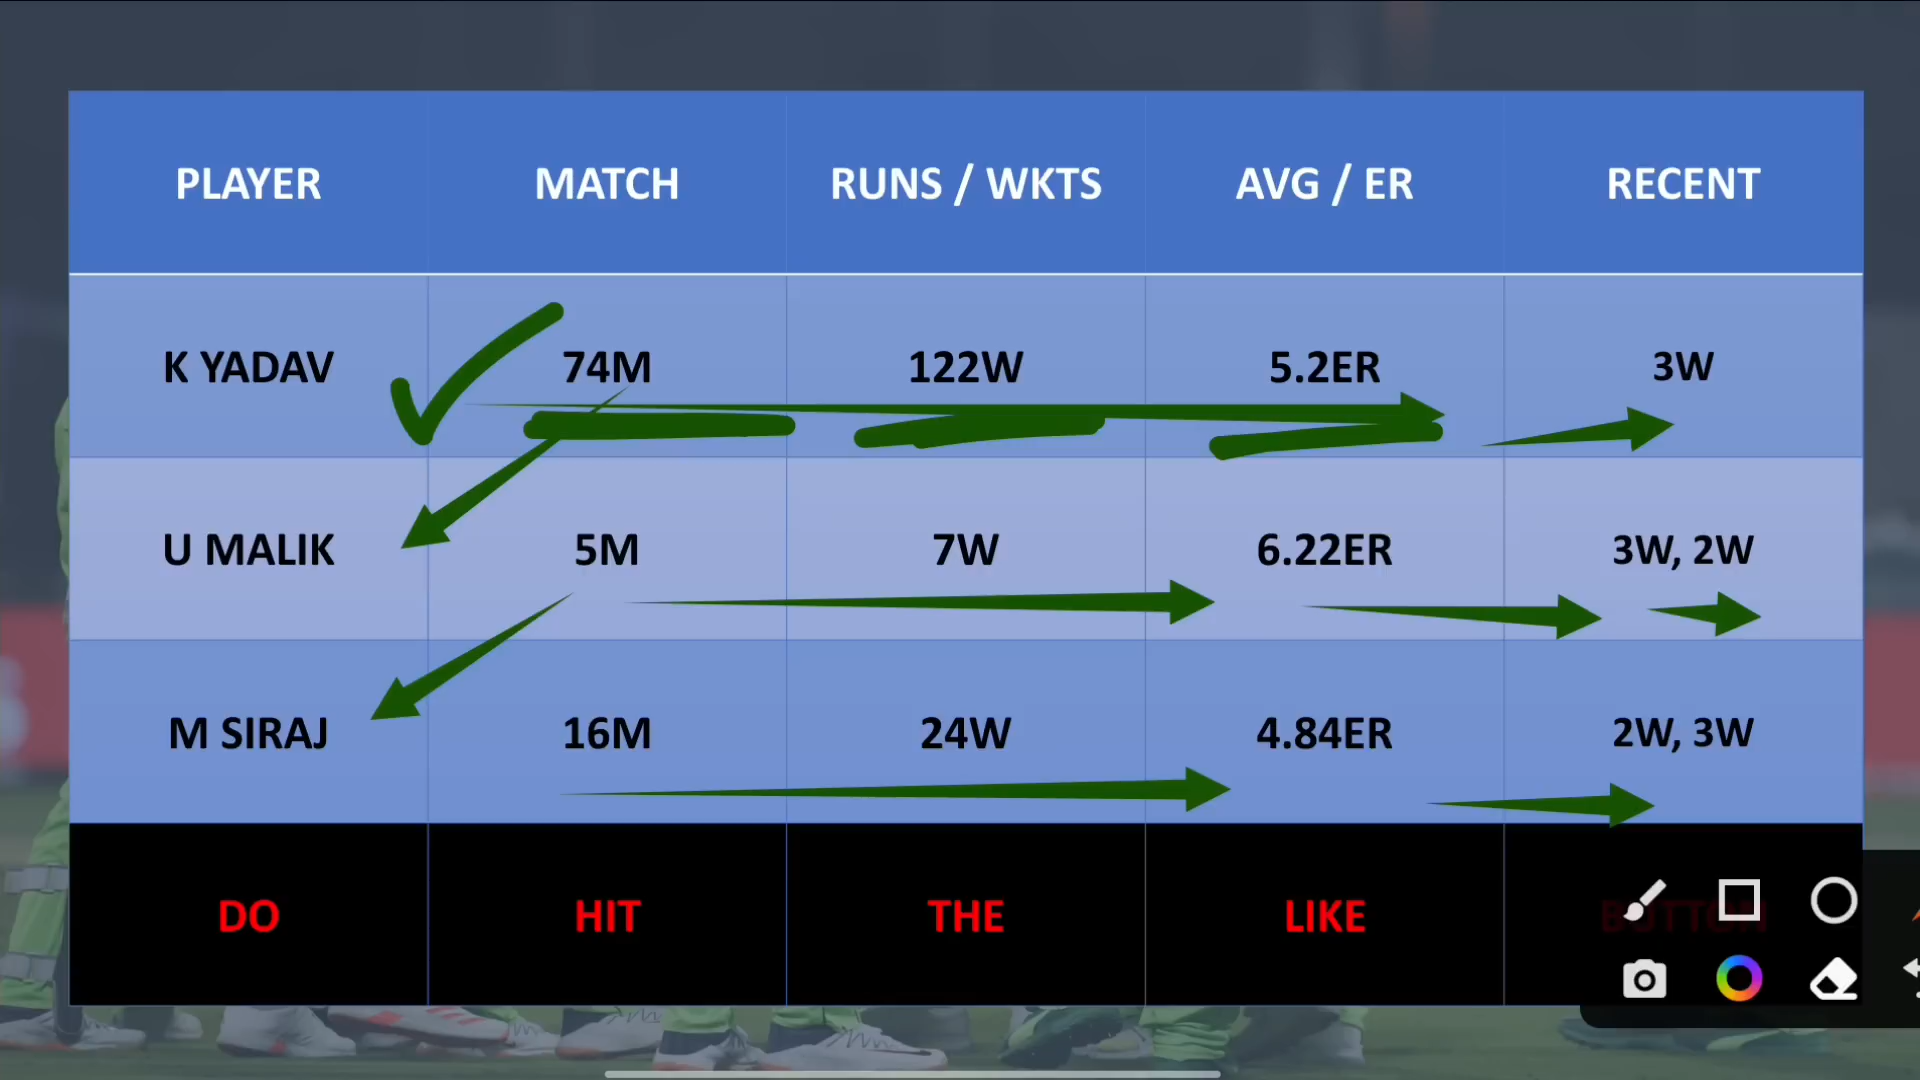 PLAYER MATCH RUNS / WKTS AVG / ER RECENT
K YADAV 74M 122W 5.2ER 3W
U MALIK 5M 7W 6.22ER 3W, 2W
M SIRAJ 16M 24W 4.84ER 2W, 3W
DO HIT THE LIKE BUTTON